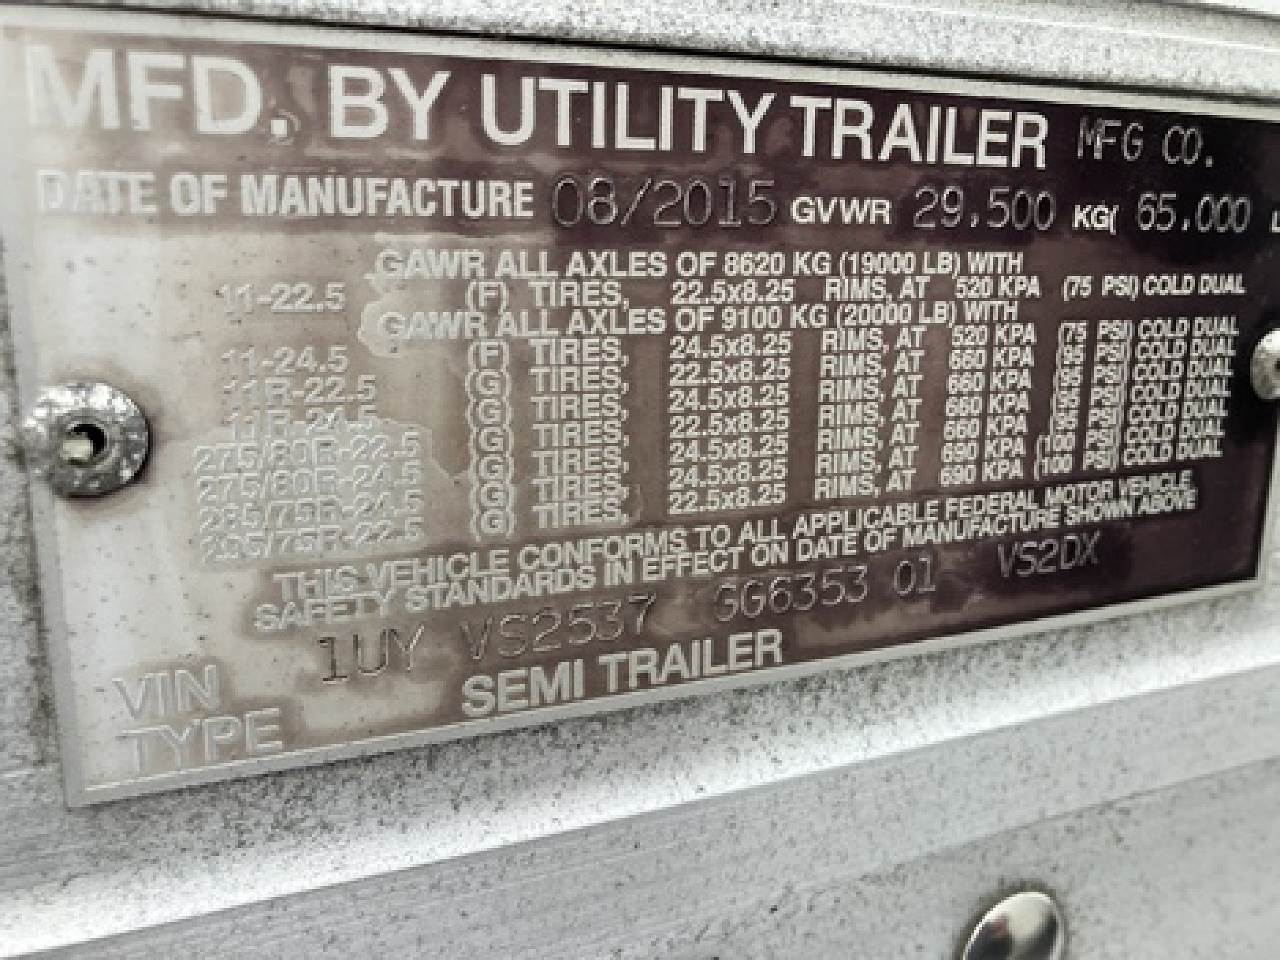 MFD. BY UTILITY TRAILER MFG CO.
DATE OF MANUFACTURE 08/2015 GVWR 29,500 KG( 65,000 L
GAWR ALL AXLES OF 8620 KG (19000 LB) WITH
11-22.5 (F) TIRES, 22.5x8.25 RIMS, AT 520 KPA (75 PSI) COLD DUAL
GAWR ALL AXLES OF 9100 KG (20000 LB) WITH
11-24.5 (F) TIRES, 24.5x8.25 RIMS, AT 520 KPA (75 PSI) COLD DUAL
11R-22.5 (G) TIRES, 22.5x8.25 RIMS, AT 660 KPA (95 PSI) COLD DUAL
11R-24.5 (G) TIRES, 24.5x8.25 RIMS, AT 660 KPA (95 PSI) COLD DUAL
275/80R-22.5 (G) TIRES, 22.5x8.25 RIMS, AT 660 KPA (95 PSI) COLD DUAL
275/80R-24.5 (G) TIRES, 24.5x8.25 RIMS, AT 660 KPA (95 PSI) COLD DUAL
285/75R-24.5 (G) TIRES, 24.5x8.25 RIMS, AT 690 KPA (100 PSI) COLD DUAL
295/75R-22.5 (G) TIRES, 22.5x8.25 RIMS, AT 690 KPA (100 PSI) COLD DUAL
THIS VEHICLE CONFORMS TO ALL APPLICABLE FEDERAL MOTOR VEHICLE
SAFETY STANDARDS IN EFFECT ON DATE OF MANUFACTURE SHOWN ABOVE
VIN 1UY VS2537 GG6353 01 VS2DX
TYPE SEMI TRAILER